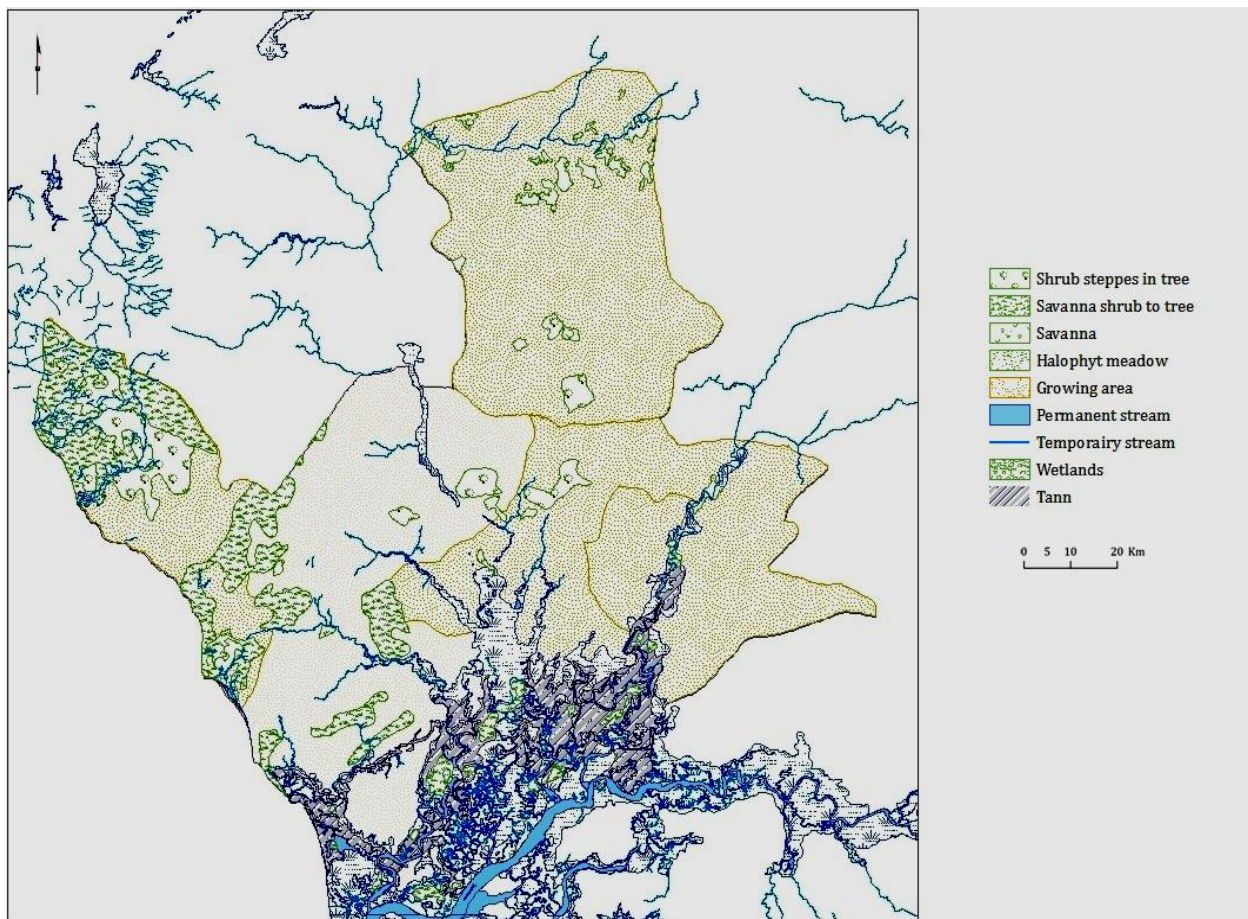 Shrub steppes in tree
Savanna shrub to tree
Savanna
Halophyt meadow
Growing area
Permanent stream
Temporairy stream
Wetlands
Tann
0 5 10 20 Km